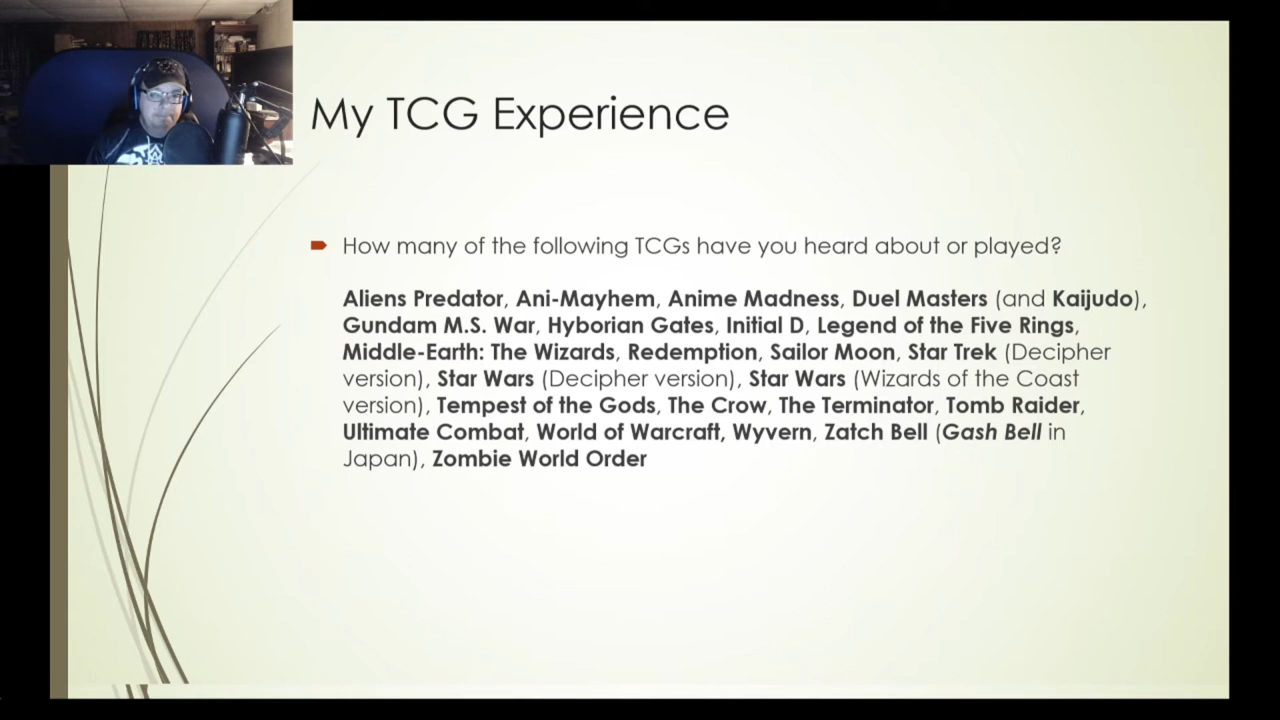 My TCG Experience
How many of the following TCGs have you heard about or played?
Aliens Predator, Ani-Mayhem, Anime Madness, Duel Masters (and Kaijudo),
Gundam M.S. War, Hyborian Gates, Initial D, Legend of the Five Rings,
Middle-Earth: The Wizards, Redemption, Sailor Moon, Star Trek (Decipher
version), Star Wars (Decipher version), Star Wars (Wizards of the Coast
version), Tempest of the Gods, The Crow, The Terminator, Tomb Raider,
Ultimate Combat, World of Warcraft, Wyvern, Zatch Bell (Gash Bell in
Japan), Zombie World Order